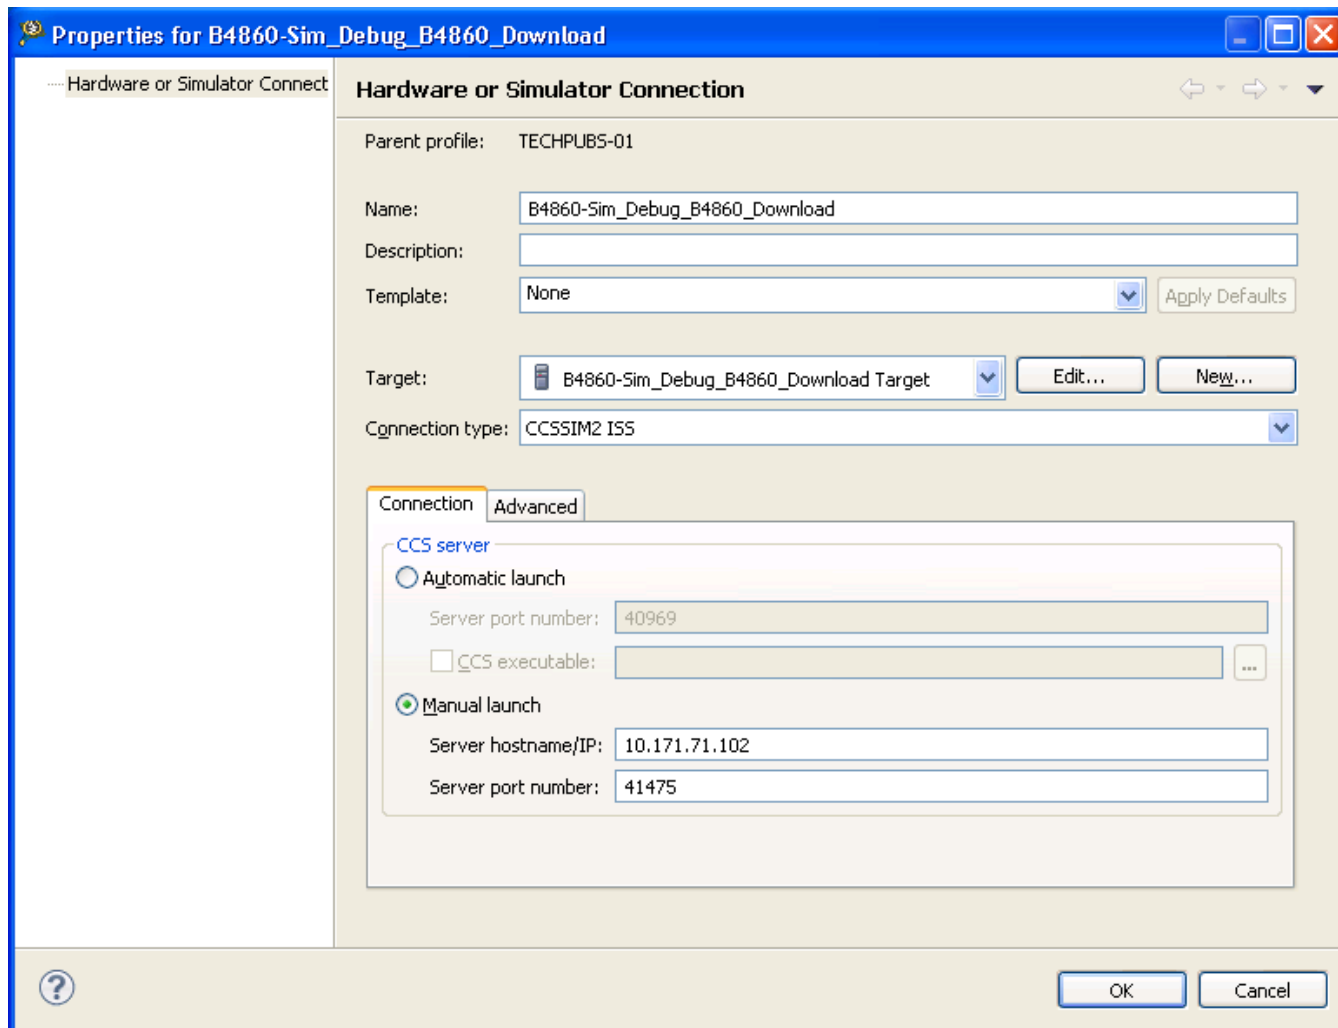 Properties for B4860-Sim_Debug_B4860_Download
Hardware or Simulator Connect
Hardware or Simulator Connection
Parent profile: TECHPUBS-01
Name: B4860-Sim_Debug_B4860_Download
Description:
Template: None Apply Defaults
Target: B4860-Sim_Debug_B4860_Download Target Edit... New...
Connection type: CCSSIM2 ISS
Connection Advanced
CCS server
Automatic launch
Server port number: 40969
CCS executable: ...
Manual launch
Server hostname/IP: 10.171.71.102
Server port number: 41475
? OK Cancel